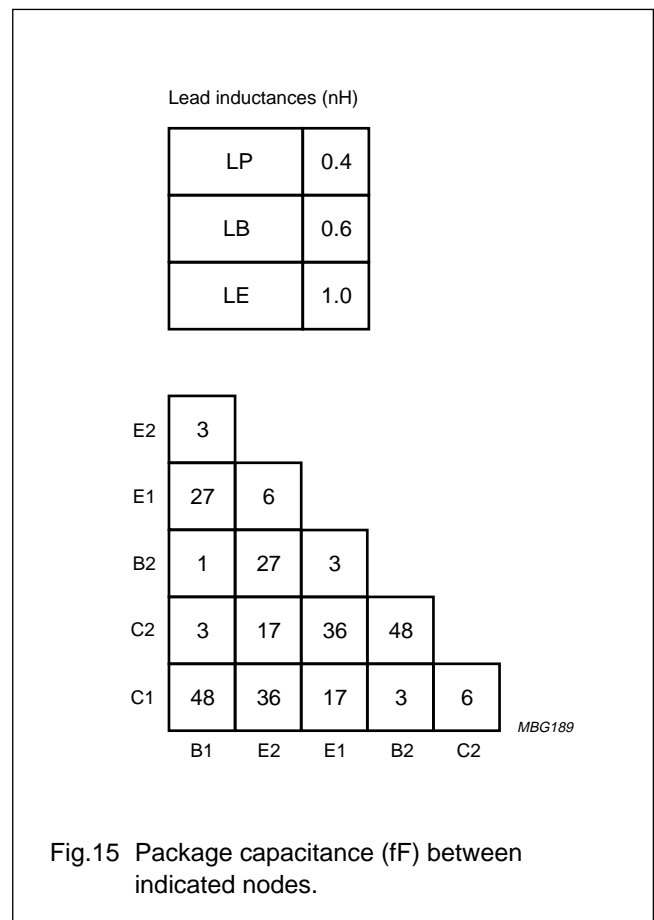 Lead inductances (nH)
LP 0.4
LB 0.6
LE 1.0
E2 3
E1 27 6
B2 1 27 3
C2 3 17 36 48
C1 48 36 17 3 6
MBG189
B1 E2 E1 B2 C2
Fig.15 Package capacitance (fF) between
indicated nodes.